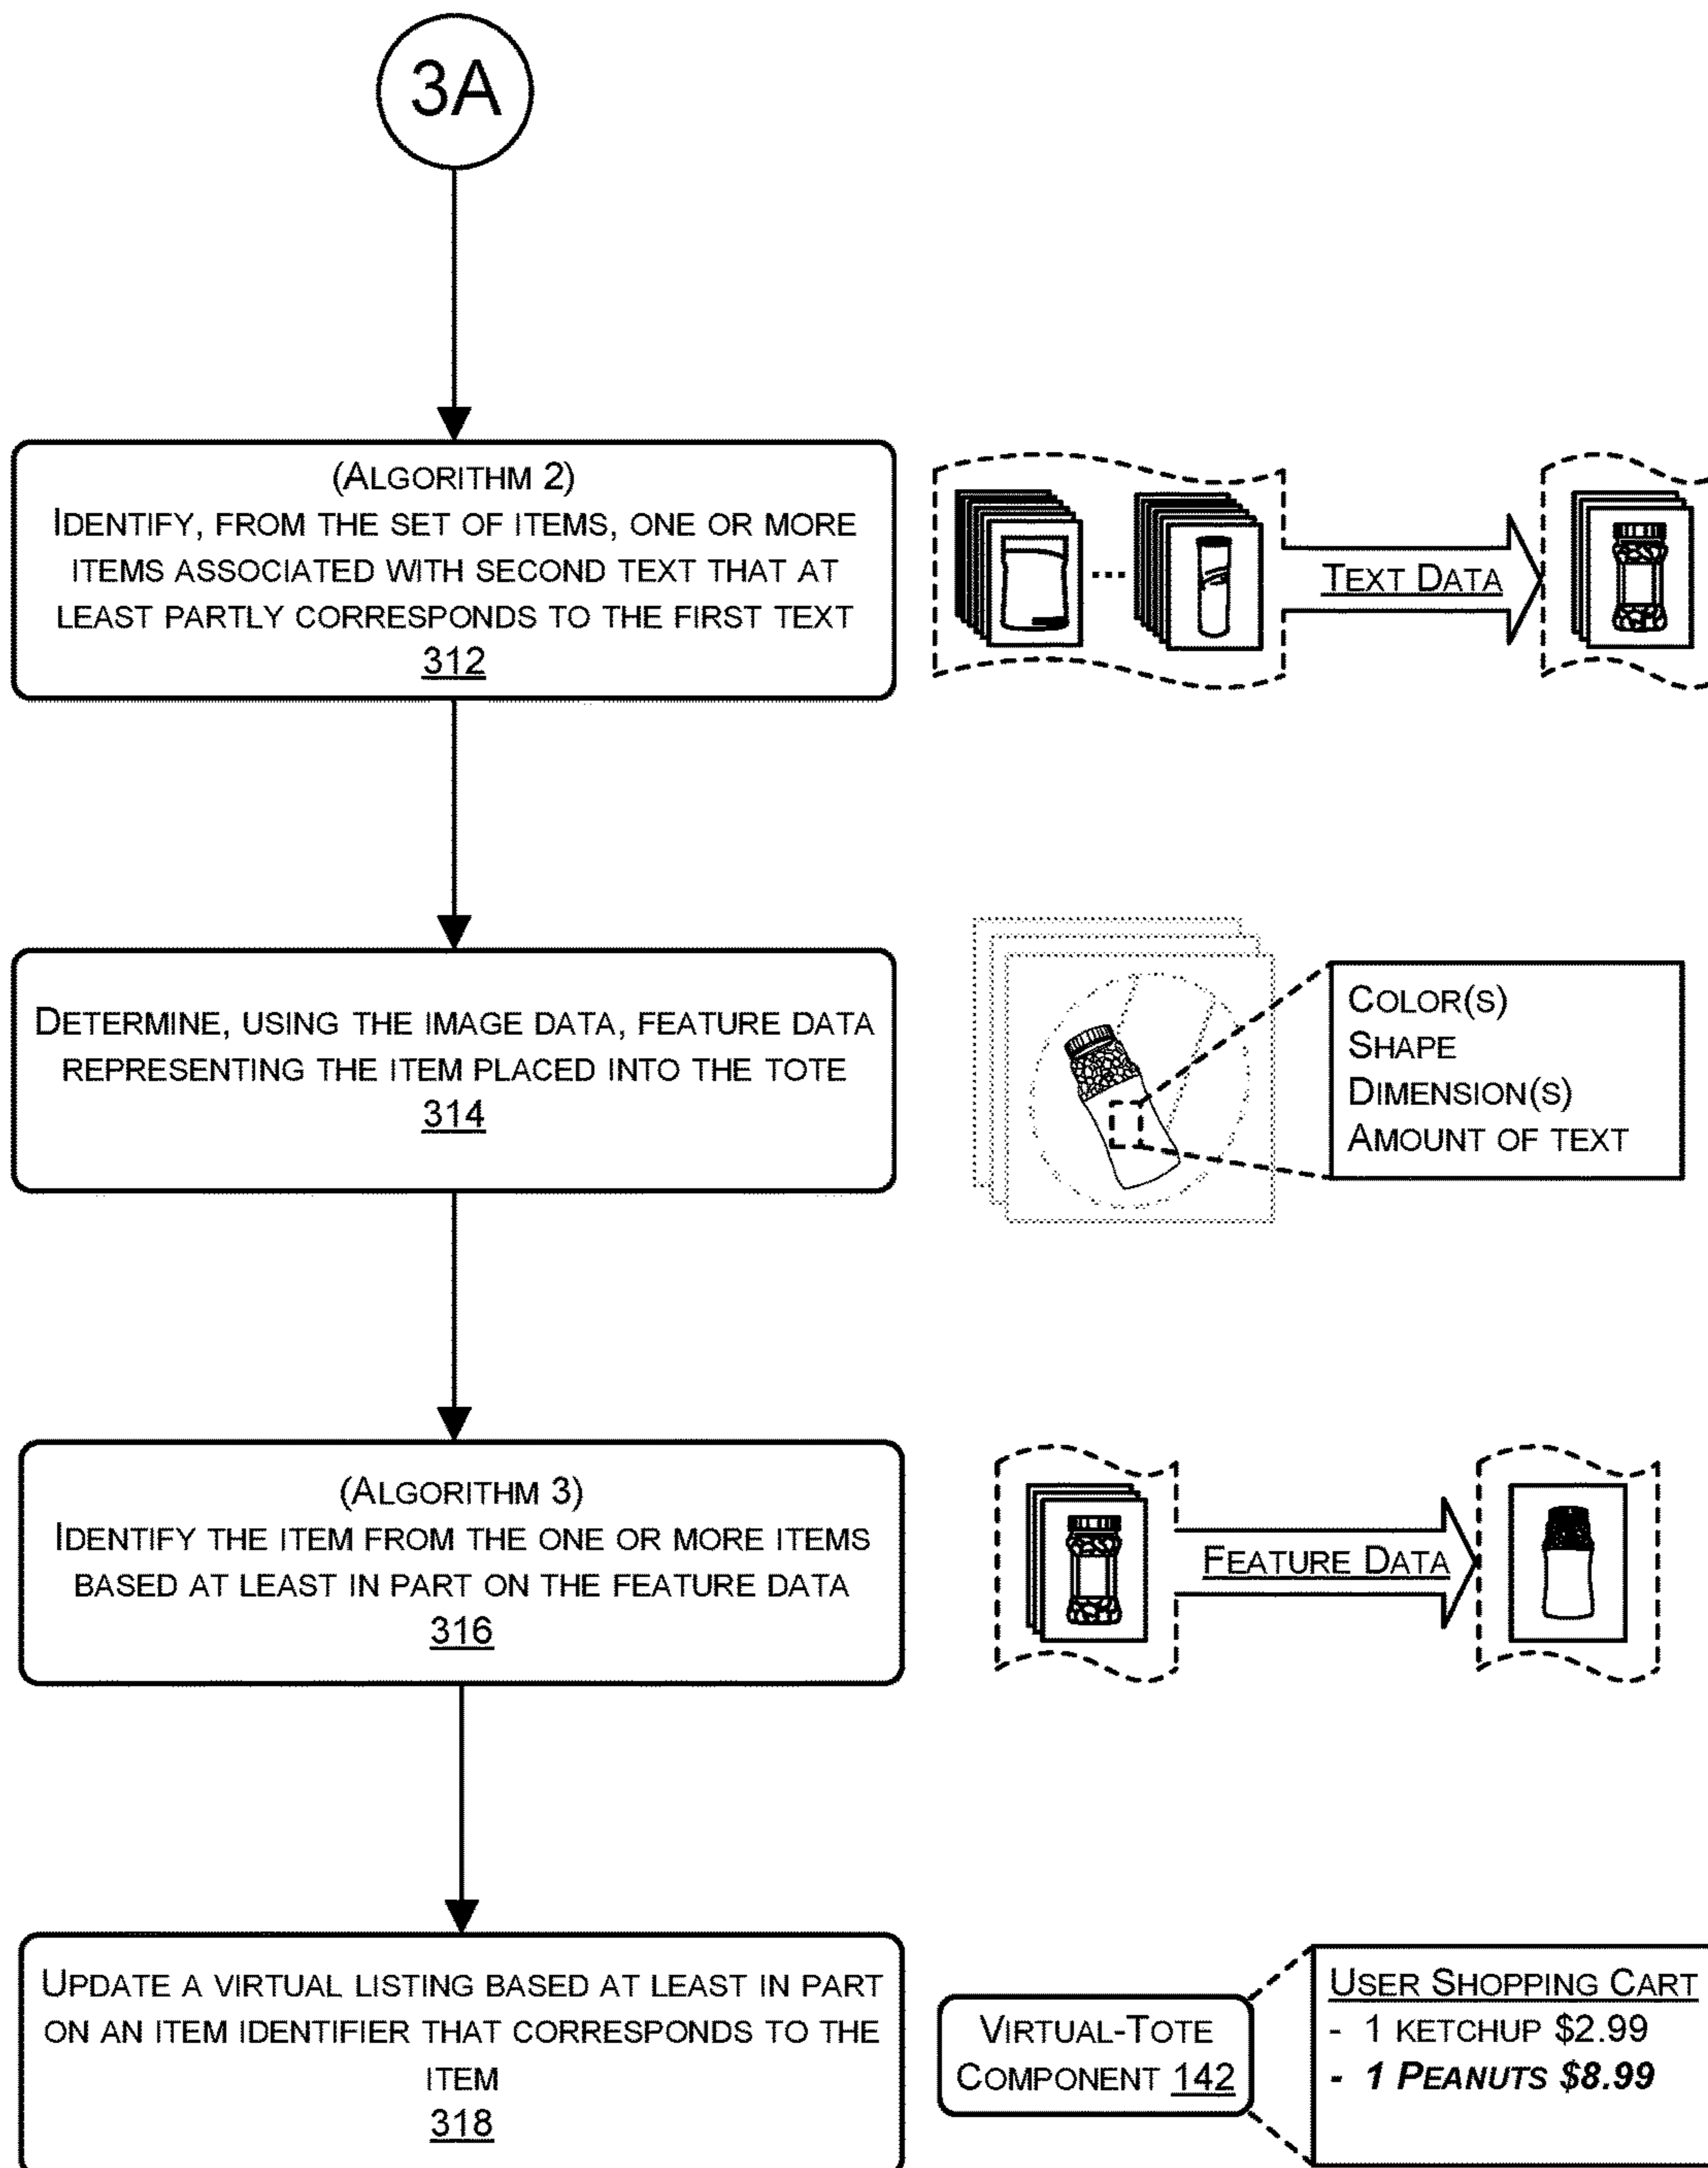 3A
(Algorithm 2)
Identify, from the set of items, one or more
items associated with second text that at
least partly corresponds to the first text
312
Text Data
Determine, using the image data, feature data
representing the item placed into the tote
314
Color(s)
Shape
Dimension(s)
Amount of text
(Algorithm 3)
Identify the item from the one or more items
based at least in part on the feature data
316
Feature Data
Update a virtual listing based at least in part
on an item identifier that corresponds to the
item
318
Virtual-Tote
Component 142
User Shopping Cart
- 1 ketchup $2.99
- 1 Peanuts $8.99